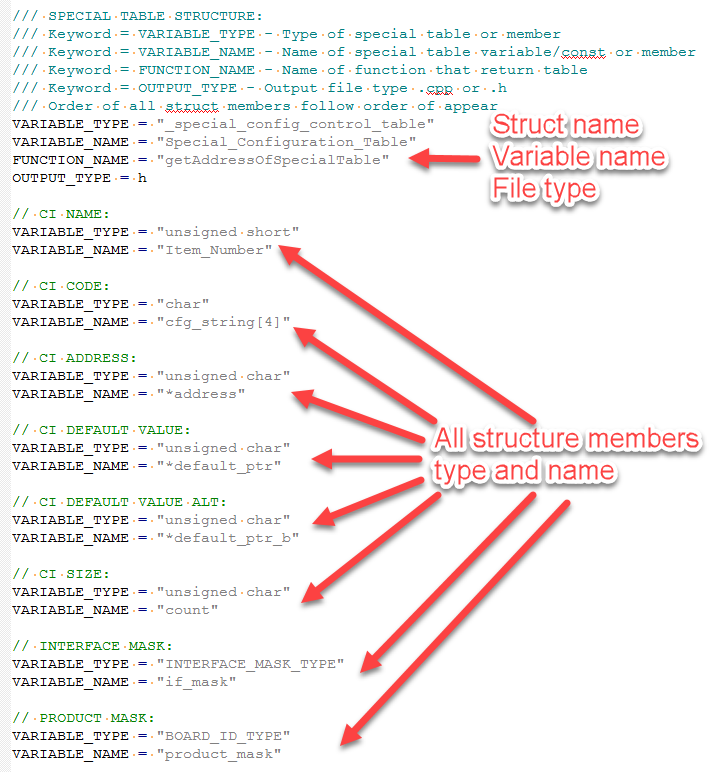 /// SPECIAL TABLE STRUCTURE:
/// Keyword = VARIABLE_TYPE - Type of special table or member
/// Keyword = VARIABLE_NAME - Name of special table variable/const or member
/// Keyword = FUNCTION_NAME - Name of function that return table
/// Keyword = OUTPUT_TYPE - Output file type .cpp or .h
/// Order of all struct members follow order of appear
VARIABLE_TYPE = "_special_config_control_table"
VARIABLE_NAME = "Special_Configuration_Table"
FUNCTION_NAME = "getAddressOfSpecialTable"
OUTPUT_TYPE = h
Struct name
Variable name
File type
// CI NAME:
VARIABLE_TYPE = "unsigned short"
VARIABLE_NAME = "Item_Number"
// CI CODE:
VARIABLE_TYPE = "char"
VARIABLE_NAME = "cfg_string[4]"
// CI ADDRESS:
VARIABLE_TYPE = "unsigned char"
VARIABLE_NAME = "*address"
// CI DEFAULT VALUE:
VARIABLE_TYPE = "unsigned char"
VARIABLE_NAME = "*default_ptr"
All structure members
type and name
// CI DEFAULT VALUE ALT:
VARIABLE_TYPE = "unsigned char"
VARIABLE_NAME = "*default_ptr_b"
// CI SIZE:
VARIABLE_TYPE = "unsigned char"
VARIABLE_NAME = "count"
// INTERFACE MASK:
VARIABLE_TYPE = "INTERFACE_MASK_TYPE"
VARIABLE_NAME = "if_mask"
// PRODUCT MASK:
VARIABLE_TYPE = "BOARD_ID_TYPE"
VARIABLE_NAME = "product_mask"